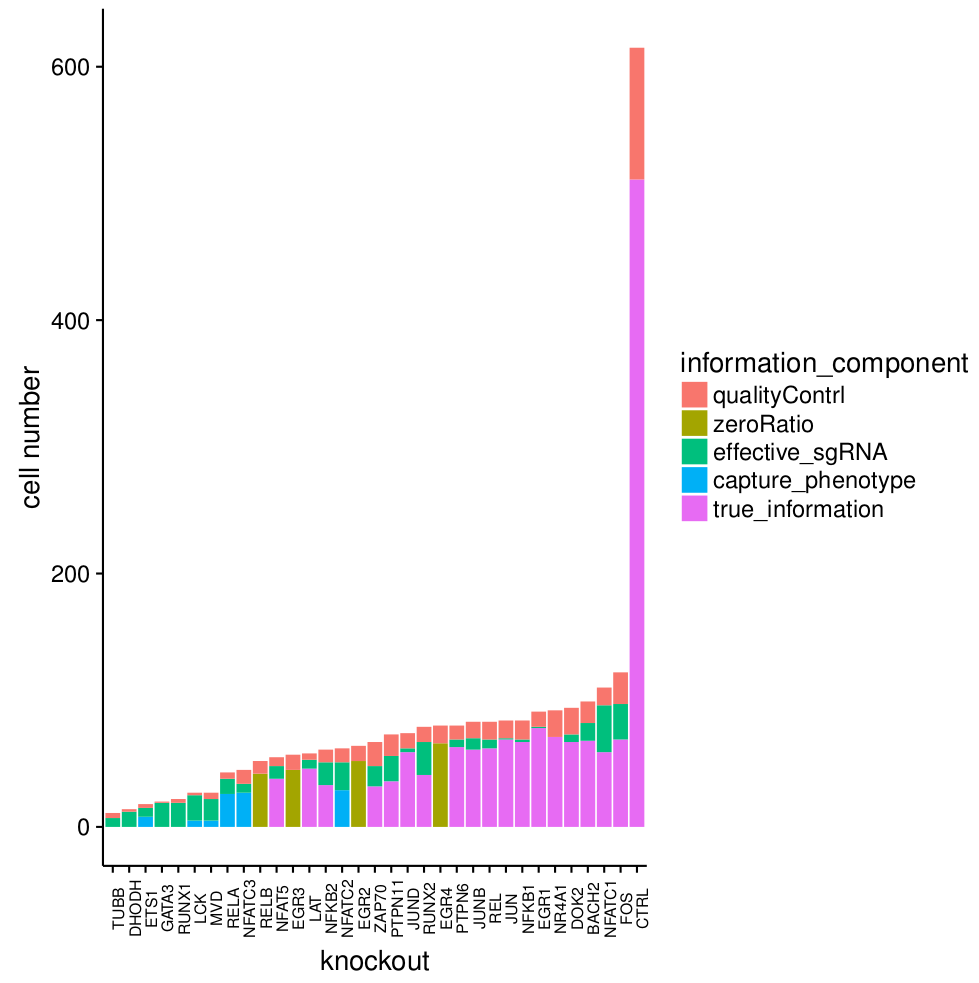 600
400
200
0
cell number
TUBB
DHODH
ETS1
GATA3
RUNX1
LCK
MVD
RELA
NFATC3
RELB
NFAT5
EGR3
LAT
NFKB2
NFATC2
EGR2
ZAP70
PTPN11
JUND
RUNX2
EGR4
PTPN6
JUNB
REL
JUN
NFKB1
EGR1
NR4A1
DOK2
BACH2
NFATC1
FOS
CTRL
knockout
information_component
qualityContrl
zeroRatio
effective_sgRNA
capture_phenotype
true_information